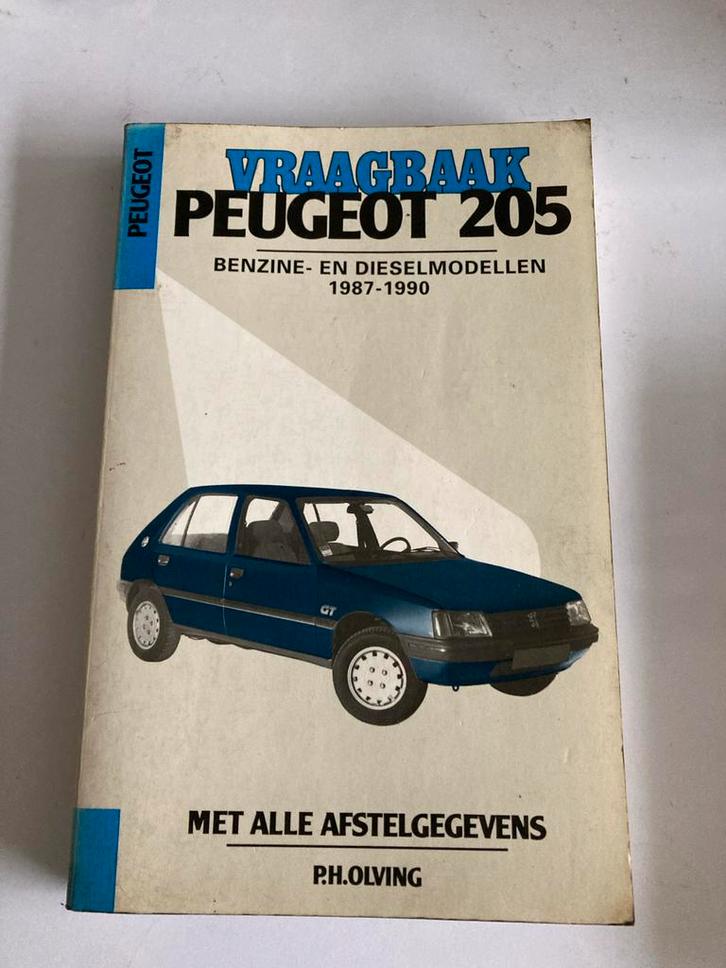 PEUGEOT
VRAAGBAAK
PEUGEOT 205
BENZINE- EN DIESELMODELLEN
1987-1990
GT
MET ALLE AFSTELGEGEVENS
P.H.OLVING